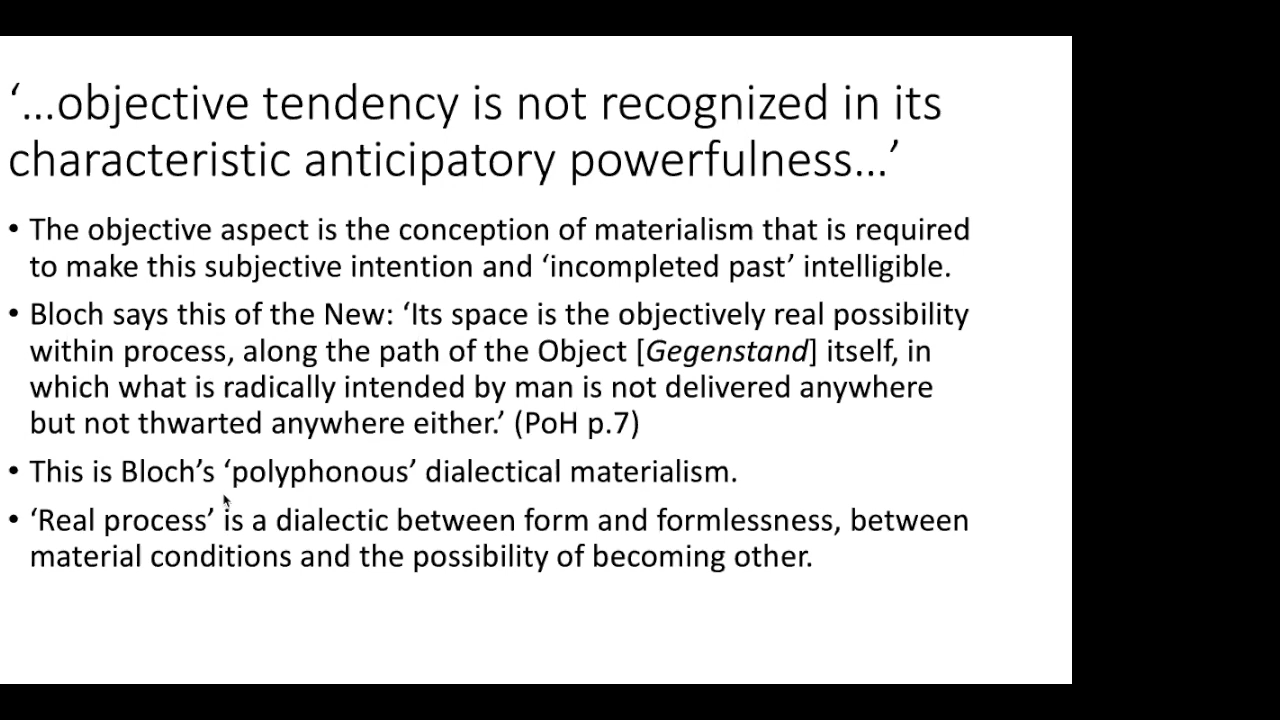 ‘…objective tendency is not recognized in its
characteristic anticipatory powerfulness…’
• The objective aspect is the conception of materialism that is required
to make this subjective intention and ‘incompleted past’ intelligible.
• Bloch says this of the New: ‘Its space is the objectively real possibility
within process, along the path of the Object [Gegenstand] itself, in
which what is radically intended by man is not delivered anywhere
but not thwarted anywhere either.’ (PoH p.7)
• This is Bloch’s ‘polyphonous’ dialectical materialism.
• ‘Real process’ is a dialectic between form and formlessness, between
material conditions and the possibility of becoming other.